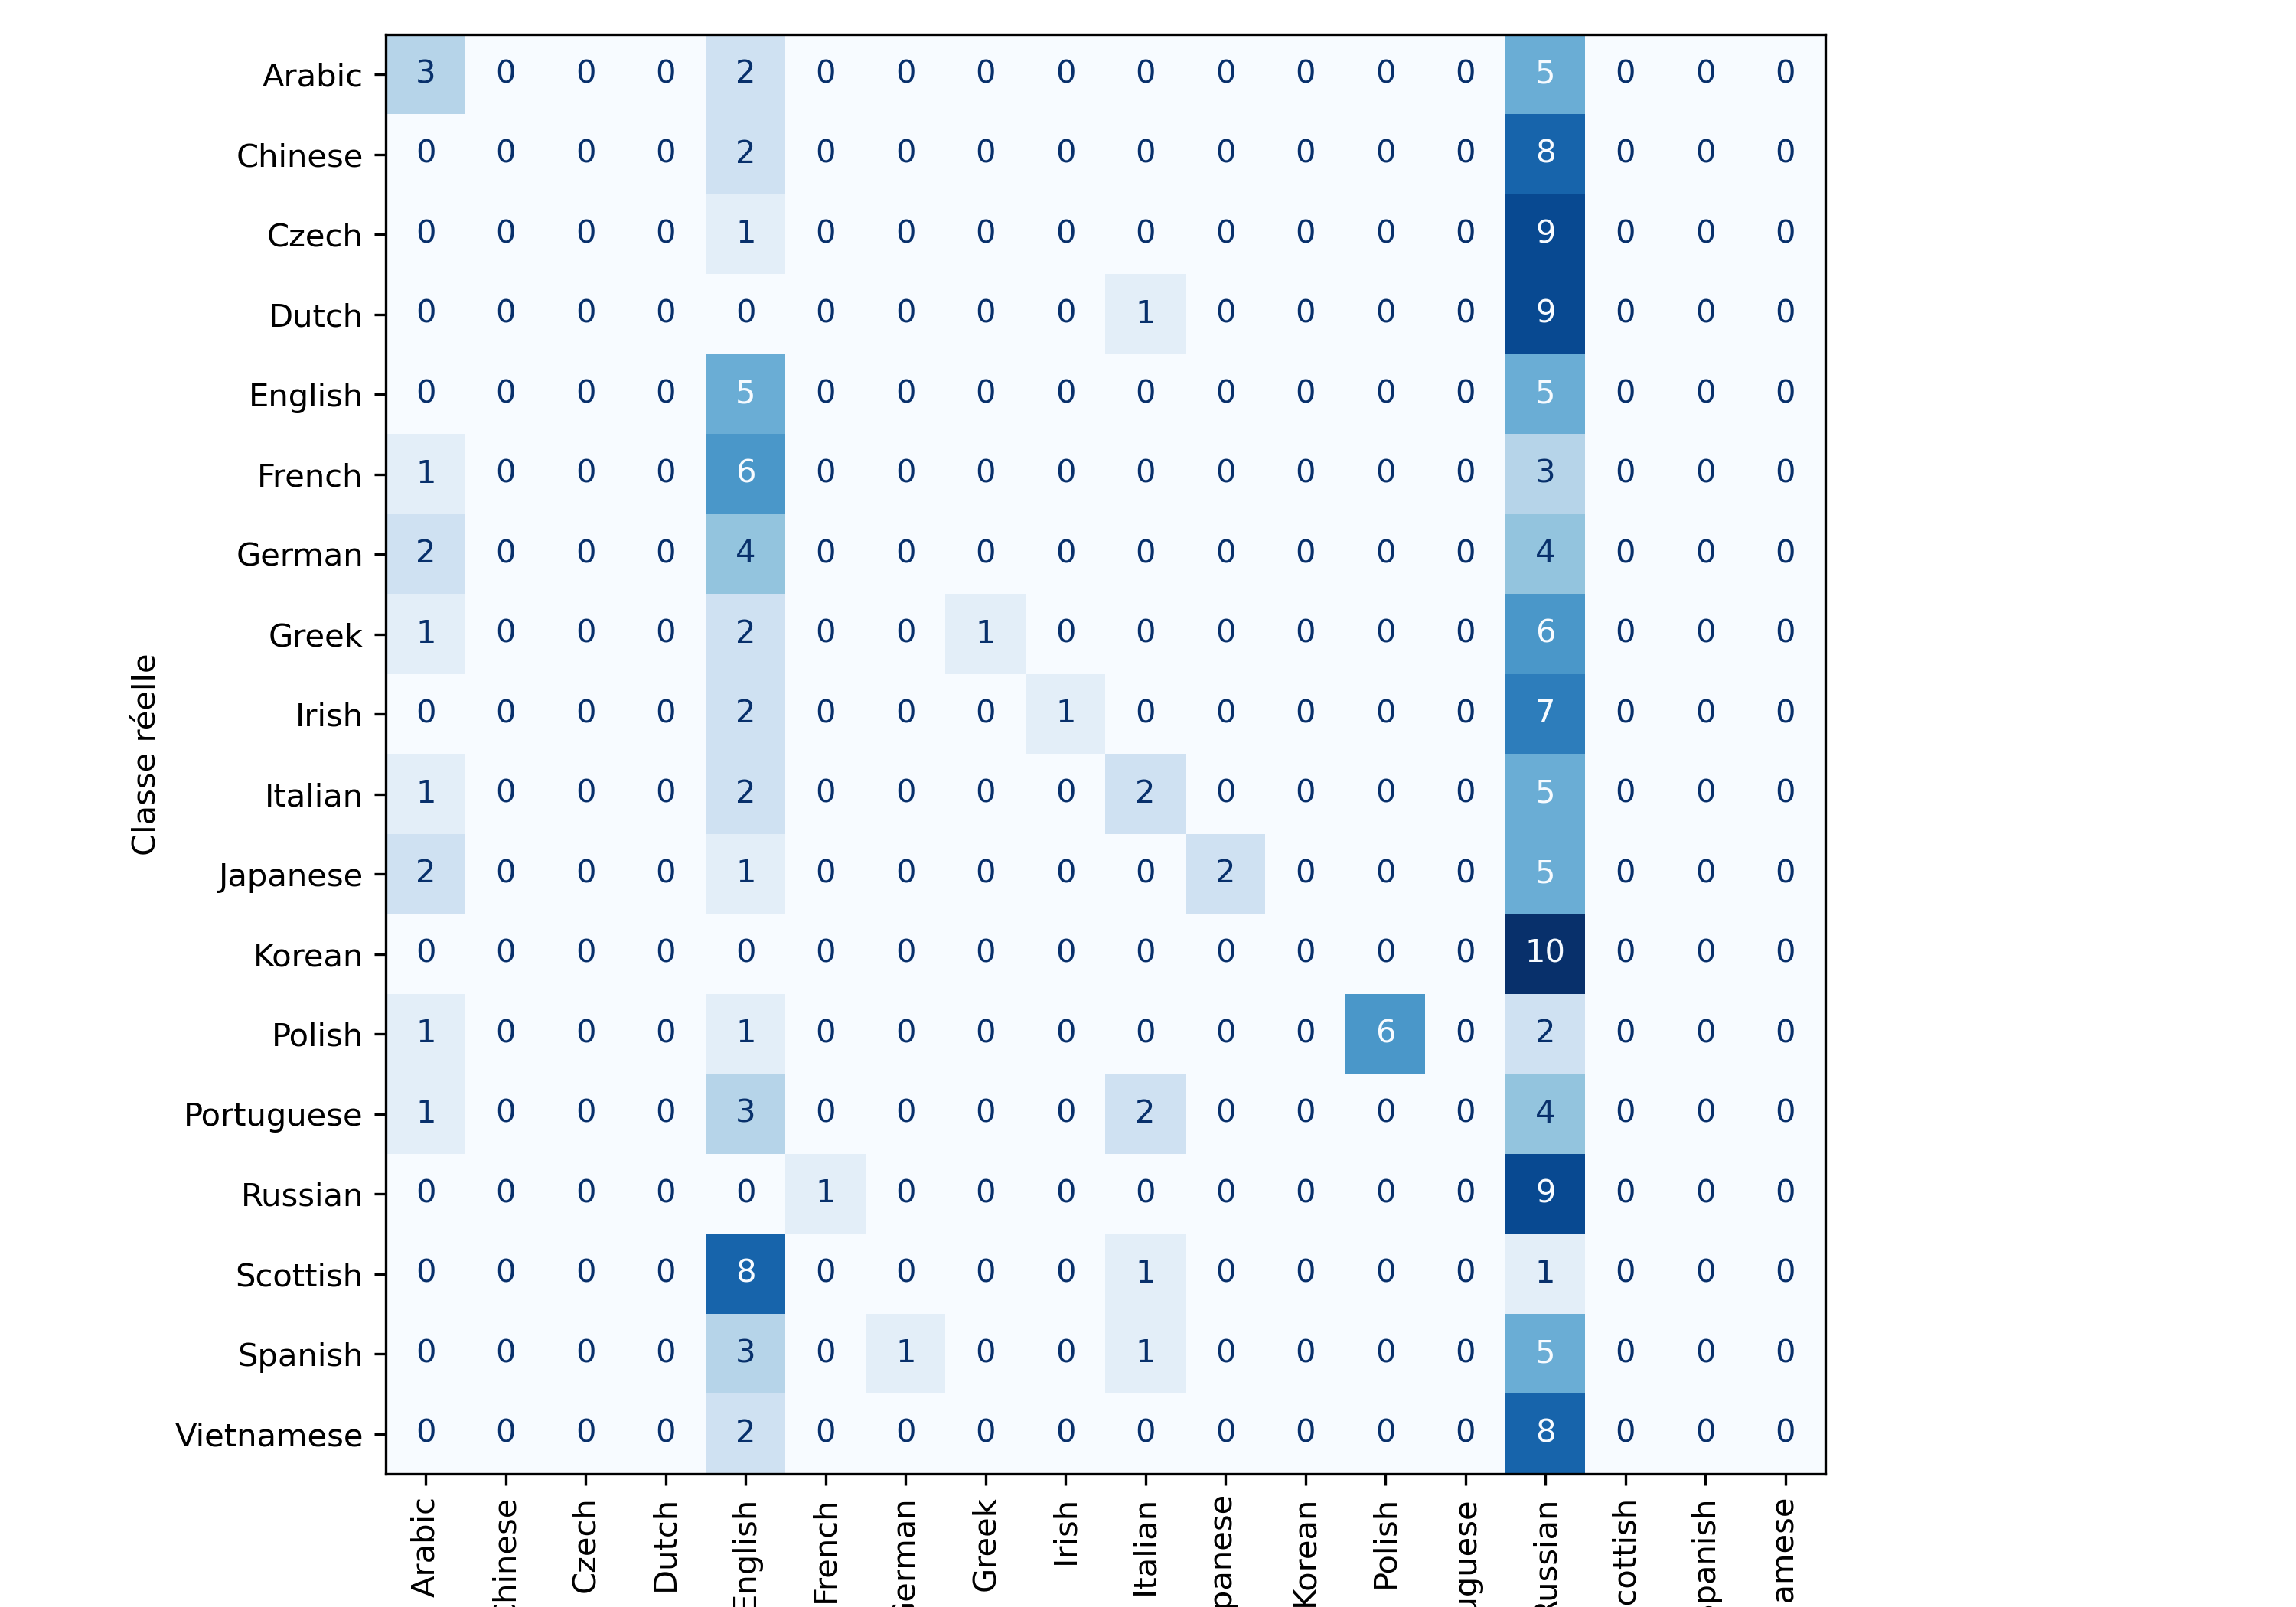 Arabic 3 0 0 0 2 0 0 0 0 0 0 0 0 0 5 0 0 0
Chinese 0 0 0 0 2 0 0 0 0 0 0 0 0 0 8 0 0 0
Czech 0 0 0 0 1 0 0 0 0 0 0 0 0 0 9 0 0 0
Dutch 0 0 0 0 0 0 0 0 0 1 0 0 0 0 9 0 0 0
English 0 0 0 0 5 0 0 0 0 0 0 0 0 0 5 0 0 0
French 1 0 0 0 6 0 0 0 0 0 0 0 0 0 3 0 0 0
German 2 0 0 0 4 0 0 0 0 0 0 0 0 0 4 0 0 0
Greek 1 0 0 0 2 0 0 1 0 0 0 0 0 0 6 0 0 0
Irish 0 0 0 0 2 0 0 0 1 0 0 0 0 0 7 0 0 0
Italian 1 0 0 0 2 0 0 0 0 2 0 0 0 0 5 0 0 0
Japanese 2 0 0 0 1 0 0 0 0 0 2 0 0 0 5 0 0 0
Korean 0 0 0 0 0 0 0 0 0 0 0 0 0 0 10 0 0 0
Polish 1 0 0 0 1 0 0 0 0 0 0 0 6 0 2 0 0 0
Portuguese 1 0 0 0 3 0 0 0 0 2 0 0 0 0 4 0 0 0
Russian 0 0 0 0 0 1 0 0 0 0 0 0 0 0 9 0 0 0
Scottish 0 0 0 0 8 0 0 0 0 1 0 0 0 0 1 0 0 0
Spanish 0 0 0 0 3 0 1 0 0 1 0 0 0 0 5 0 0 0
Vietnamese 0 0 0 0 2 0 0 0 0 0 0 0 0 0 8 0 0 0
Classe réelle
Arabic
hinese
Czech
Dutch
English
French
erman
Greek
Irish
Italian
panese
Korean
Polish
uguese
ussian
cottish
panish
amese